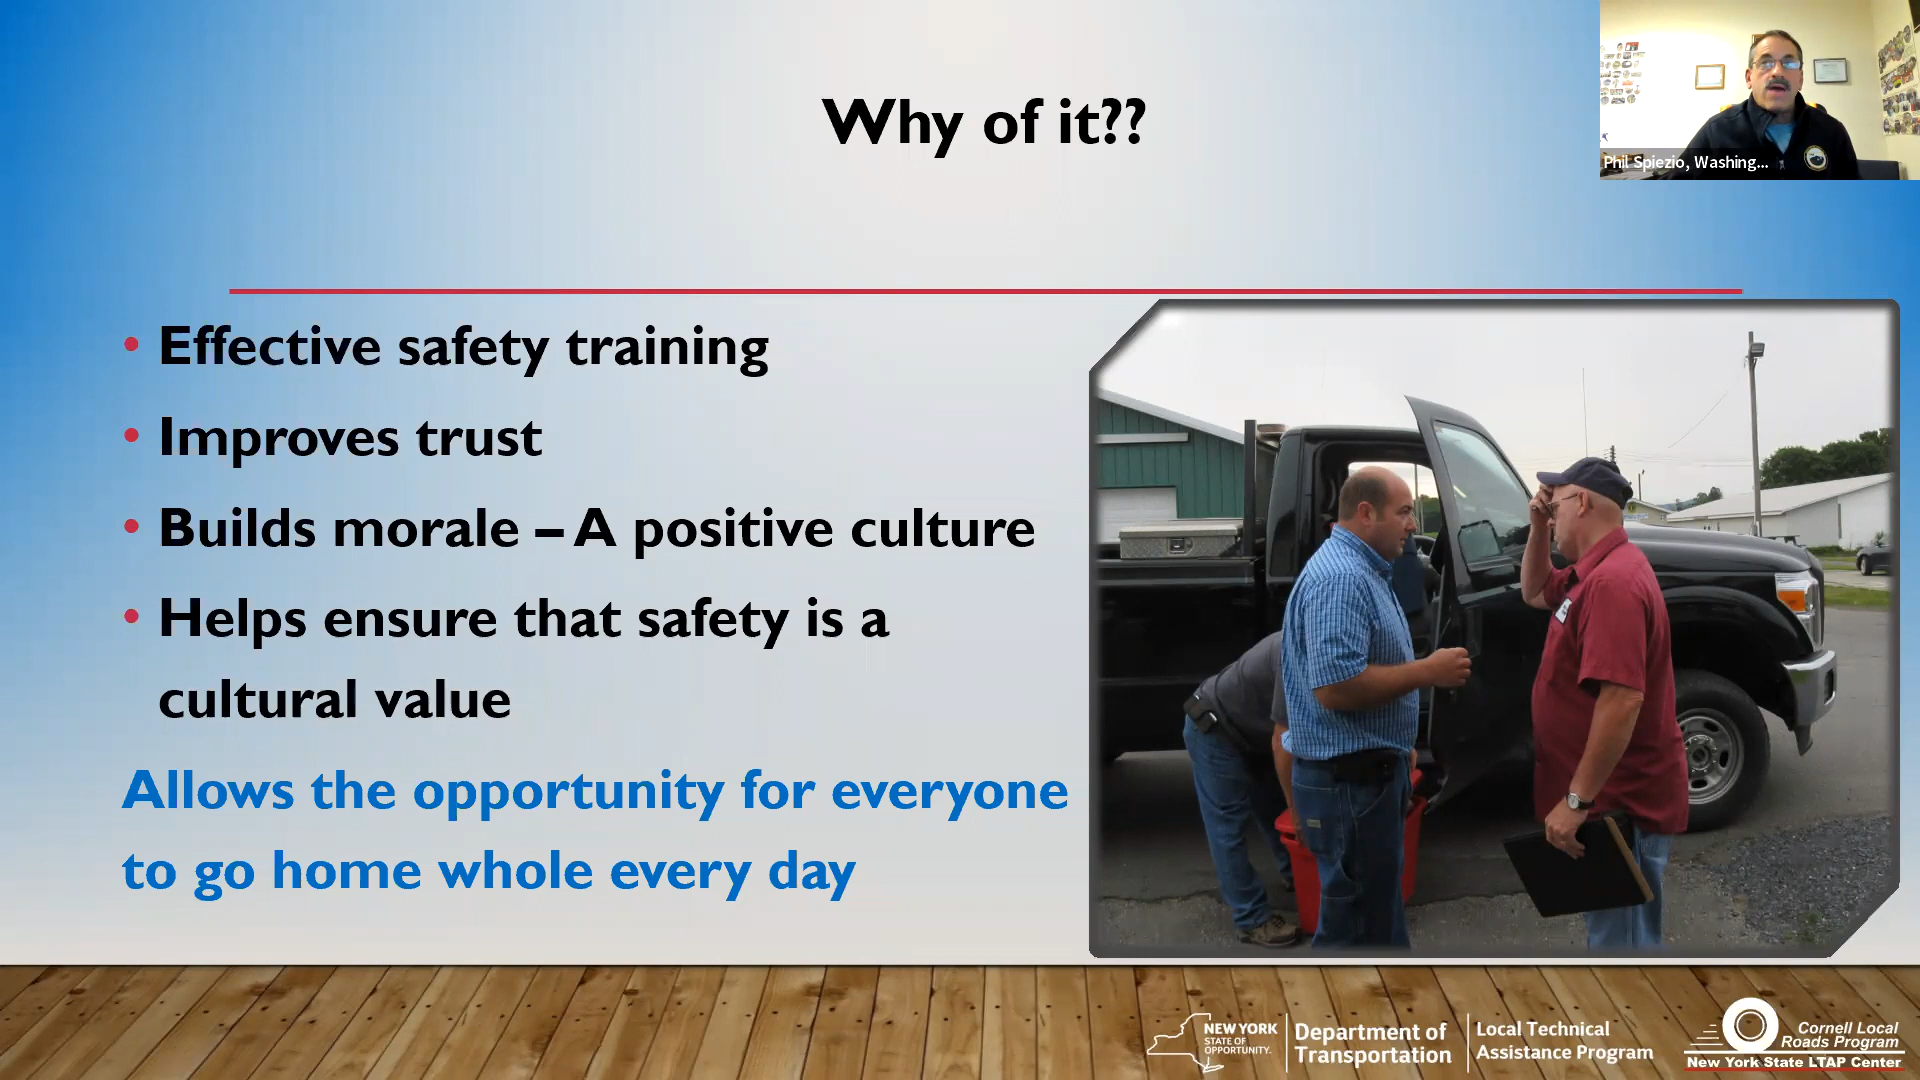 Why of it??
Phil Spiezio, Washing...
• Effective safety training
• Improves trust
• Builds morale – A positive culture
• Helps ensure that safety is a
cultural value
Allows the opportunity for everyone
to go home whole every day
NEW YORK
STATE OF
OPPORTUNITY.
Department of
Transportation
Local Technical
Assistance Program
Cornell Local
Roads Program
New York State LTAP Center